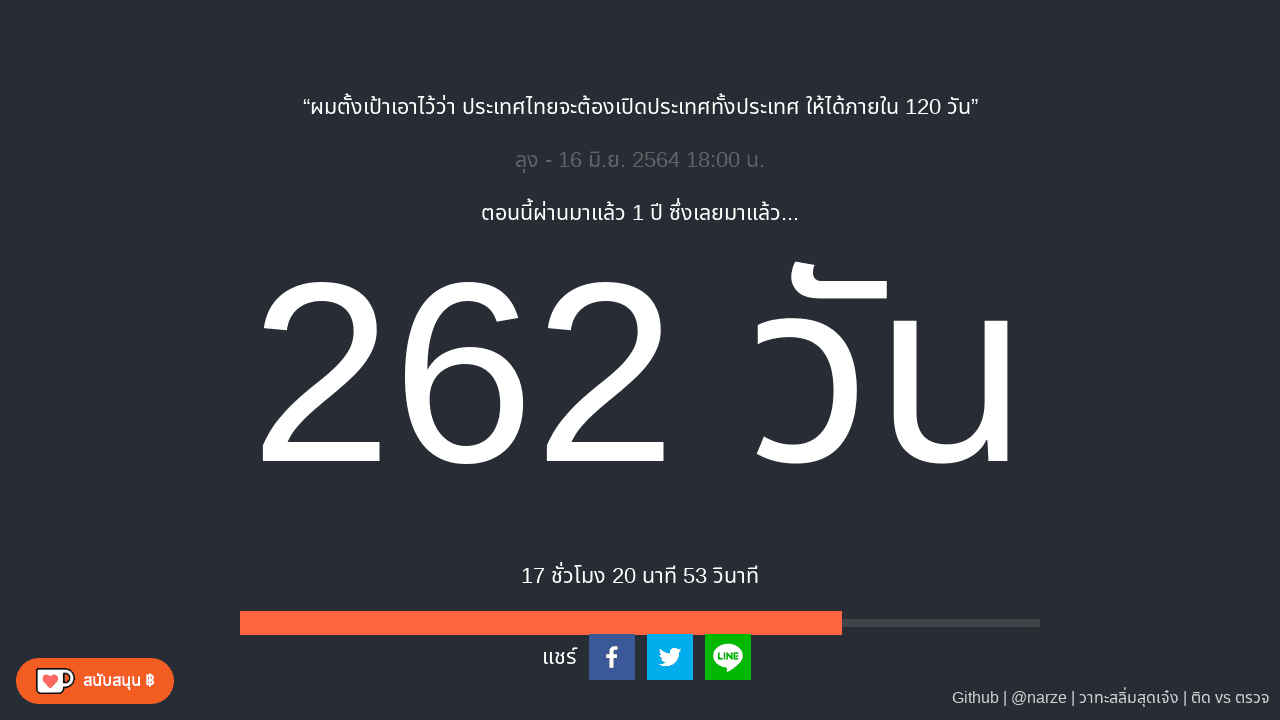 “ผมตั้งเป้าเอาไว้ว่า ประเทศไทยจะต้องเปิดประเทศทั้งประเทศ ให้ได้ภายใน 120 วัน”
ลุง - 16 มิ.ย. 2564 18:00 น.
ตอนนี้ผ่านมาแล้ว 1 ปี ซึ่งเลยมาแล้ว...
262 วัน
17 ชั่วโมง 20 นาที 53 วินาที
แชร์
LINE
สนับสนุน ฿
Github | @narze | วาทะสลิ่มสุดเจ๋ง | ติด vs ตรวจ